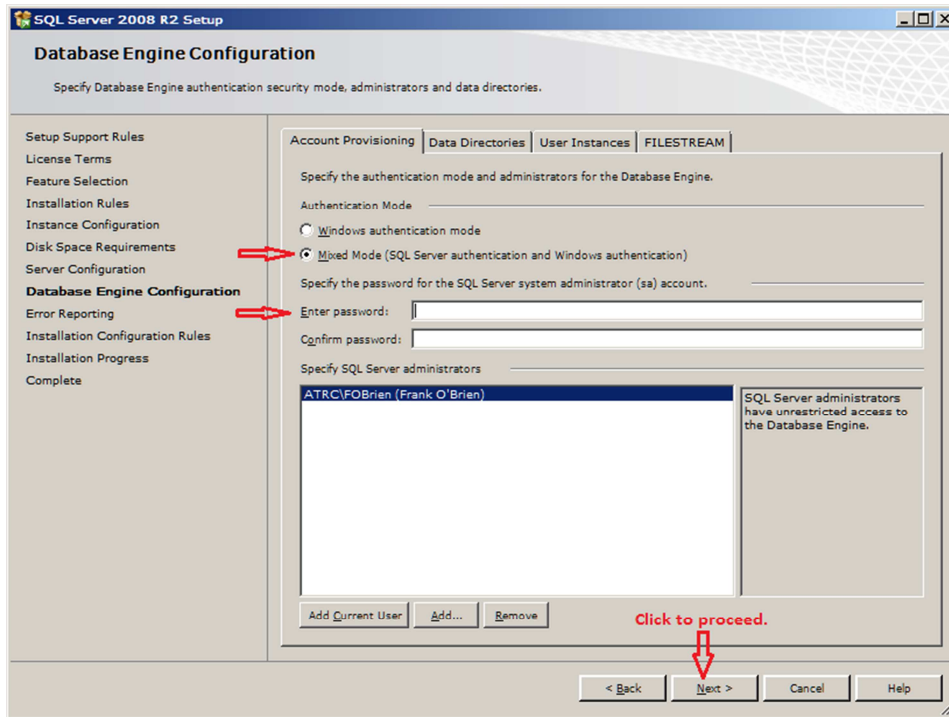 SQL Server 2008 R2 Setup
Database Engine Configuration
Specify Database Engine authentication security mode, administrators and data directories.
Setup Support Rules
License Terms
Feature Selection
Installation Rules
Instance Configuration
Disk Space Requirements
Server Configuration
Database Engine Configuration
Error Reporting
Installation Configuration Rules
Installation Progress
Complete
Account Provisioning Data Directories User Instances FILESTREAM
Specify the authentication mode and administrators for the Database Engine.
Authentication Mode
Windows authentication mode
Mixed Mode (SQL Server authentication and Windows authentication)
Specify the password for the SQL Server system administrator (sa) account.
Enter password:
Confirm password:
Specify SQL Server administrators
ATRC\FOBrien (Frank O'Brien)
SQL Server administrators
have unrestricted access to
the Database Engine.
Add Current User Add... Remove
Click to proceed.
< Back Next > Cancel Help